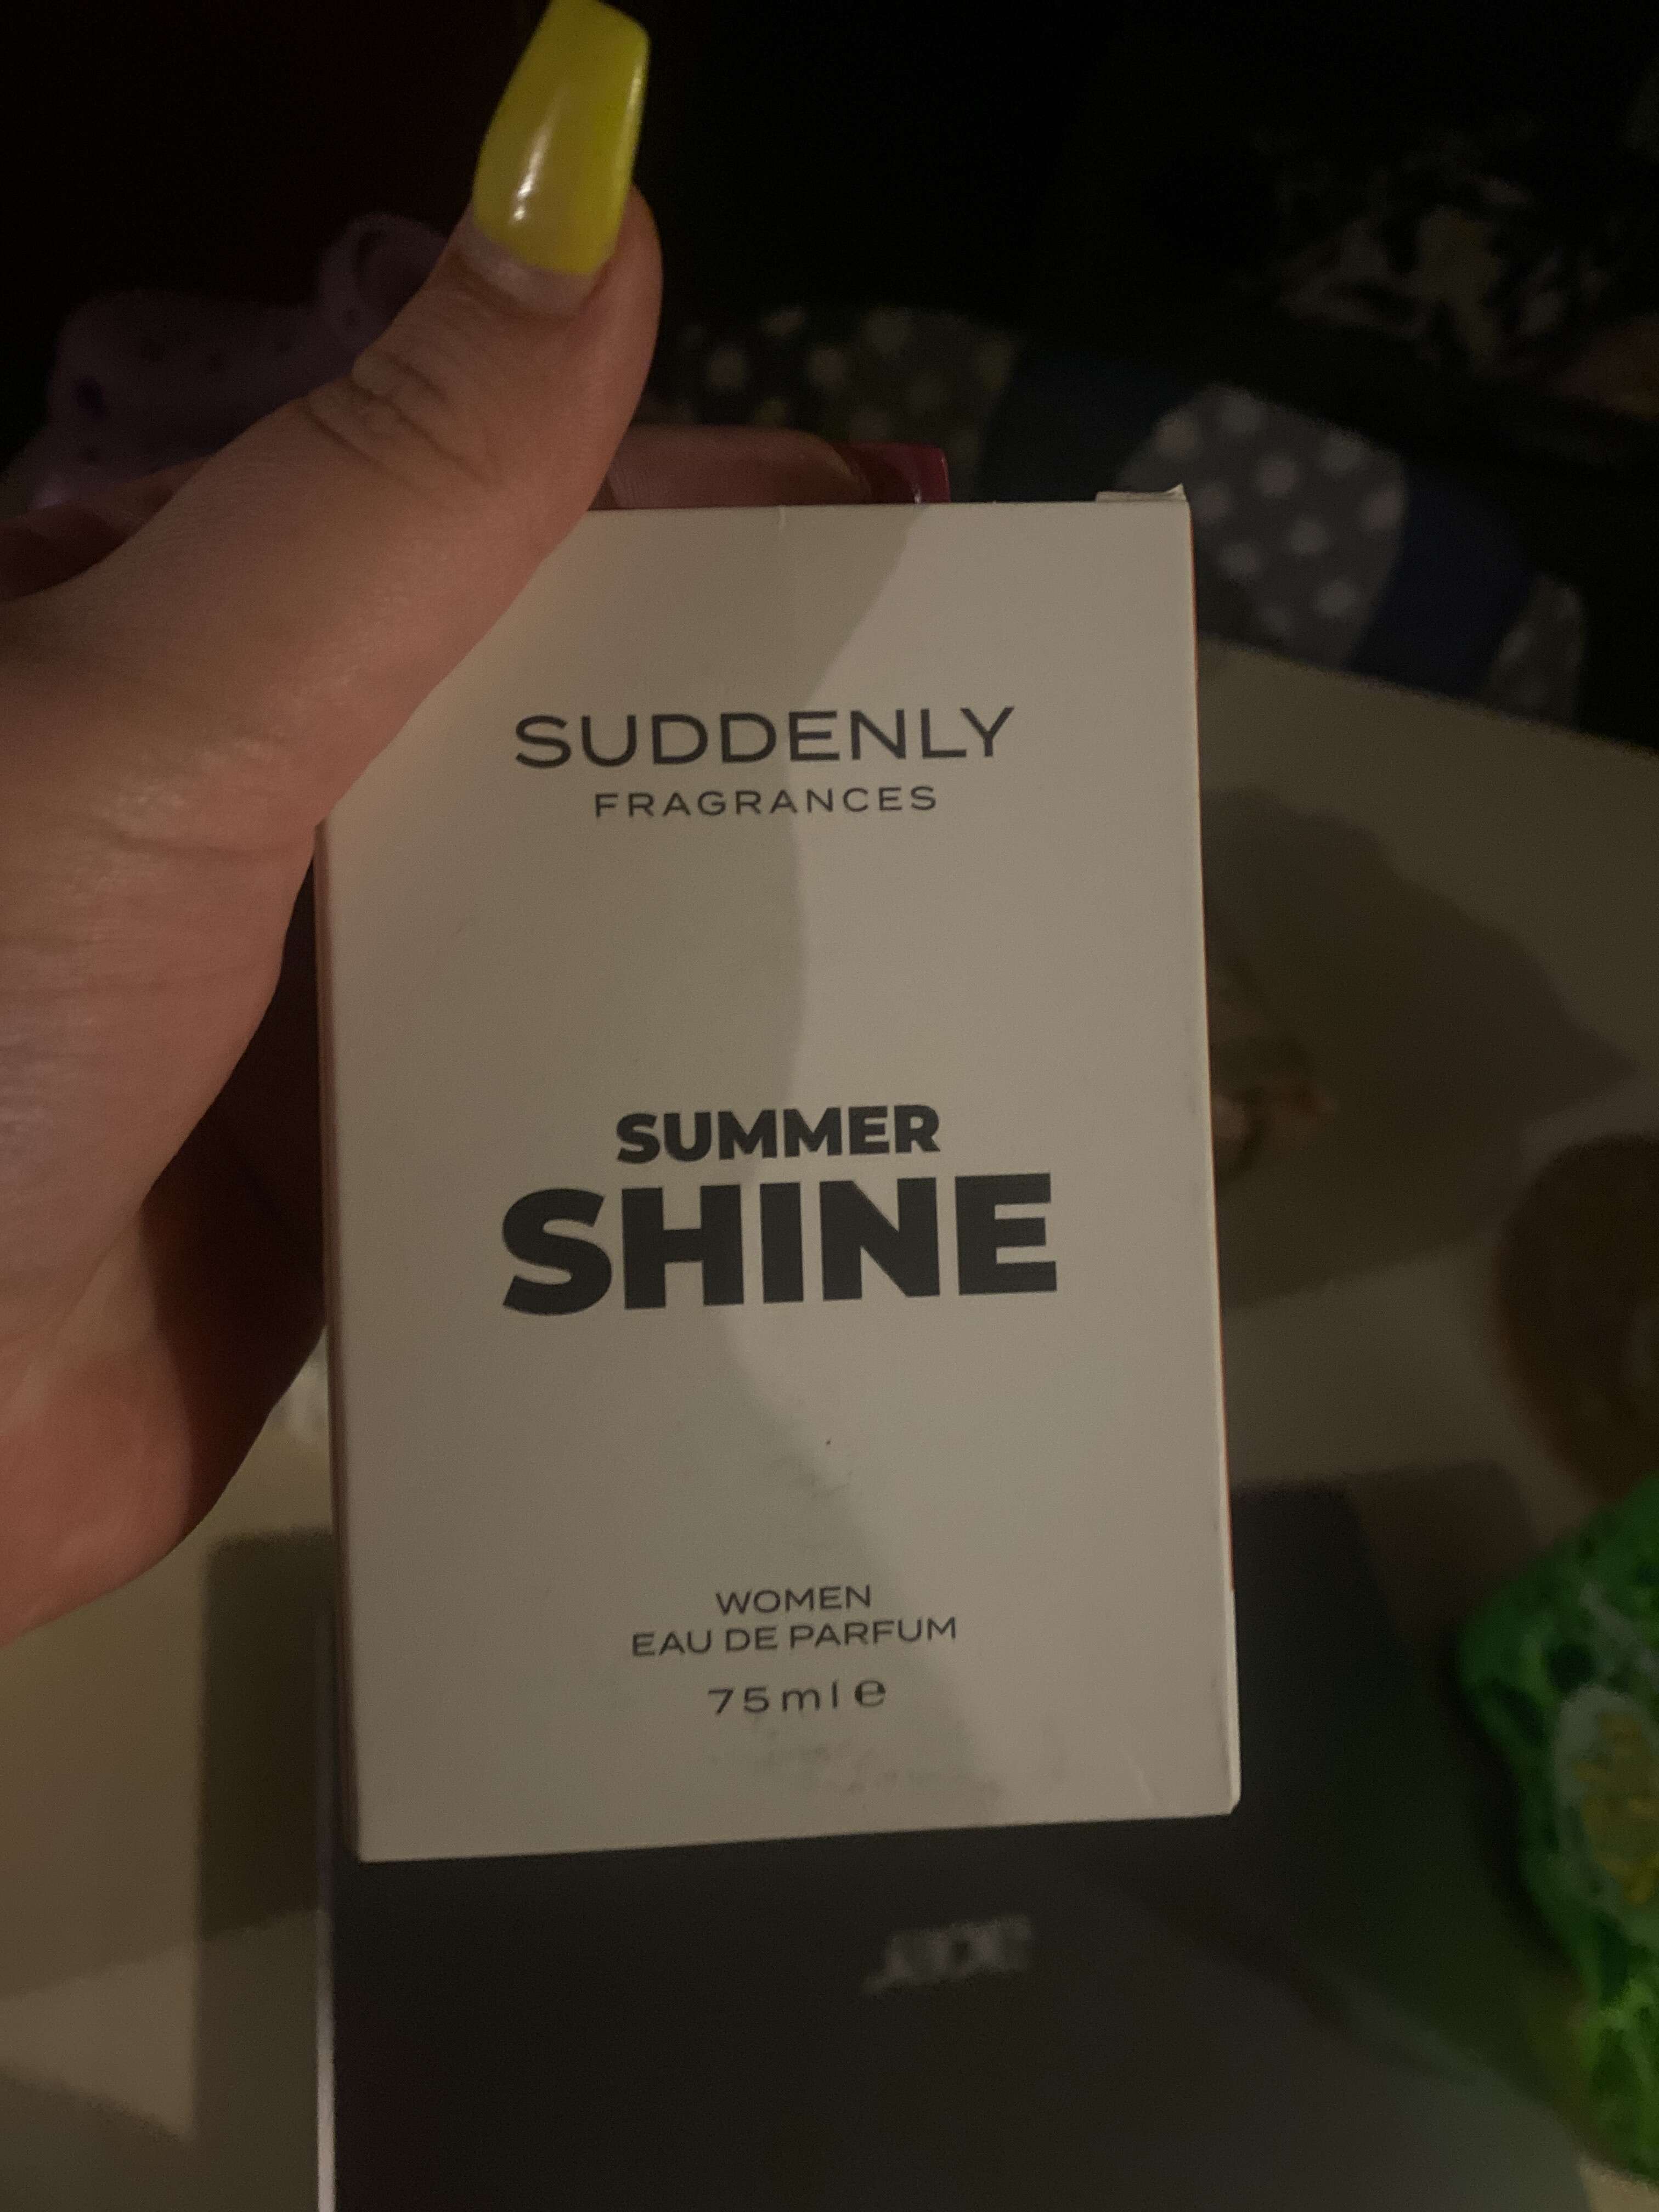 SUDDENLY
FRAGRANCES
SUMMER
SHINE
WOMEN
EAU DE PARFUM
75ml e